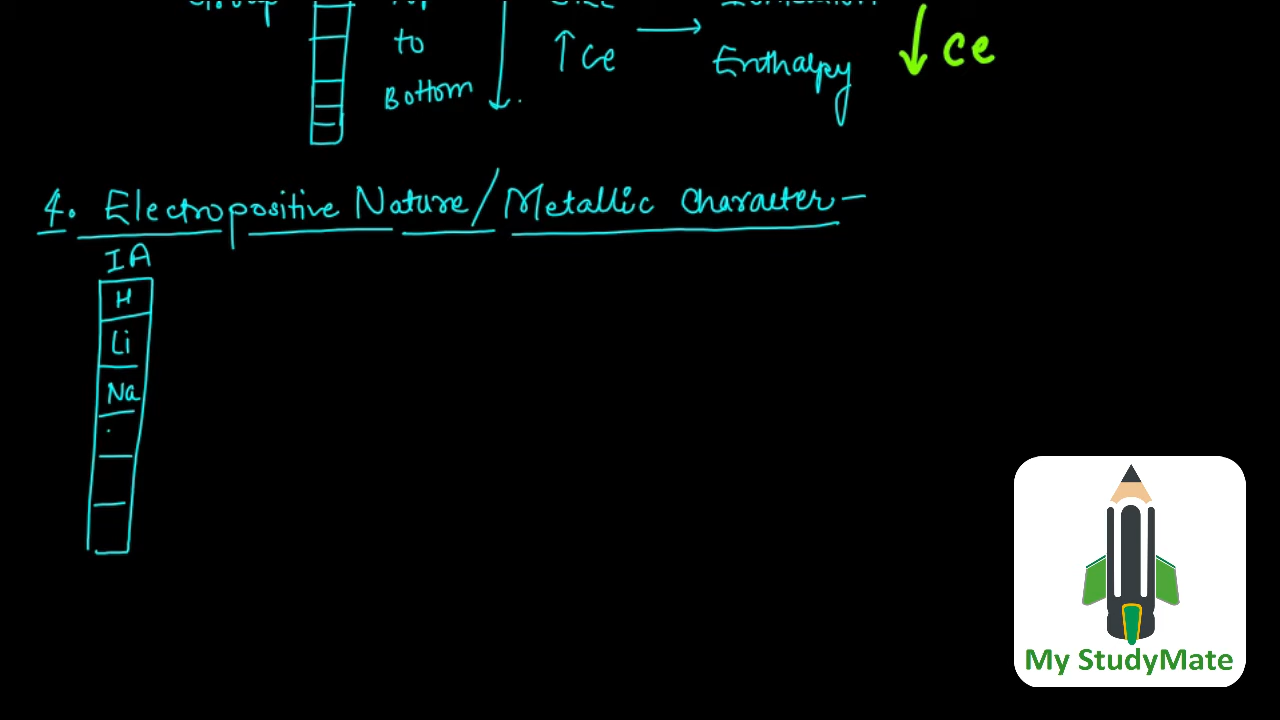 to
↑ Ce → Enthalpy ↓ Ce
Bottom
4. Electropositive Nature/Metallic Character-
IA
H
Li
Na
My StudyMate